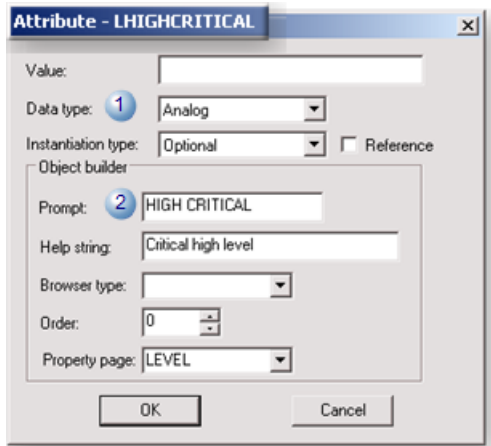 Attribute - LHIGHCRITICAL
Value:
Data type: 1 Analog
Instantiation type: Optional Reference
Object builder
Prompt: 2 HIGH CRITICAL
Help string: Critical high level
Browser type:
Order: 0
Property page: LEVEL
OK Cancel